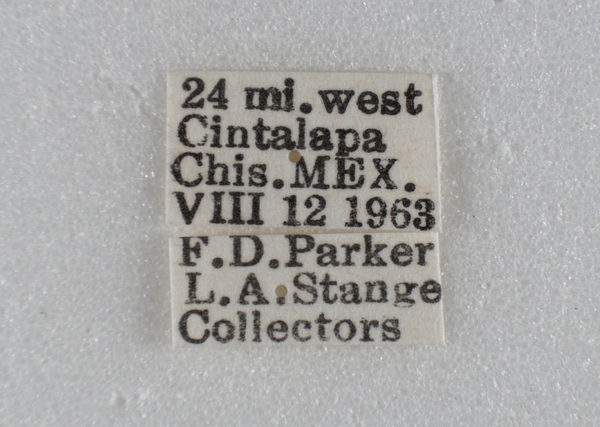 24 mi. west
Cintalapa
Chis. MEX.
VIII 12 1963
F.D. Parker
L.A. Stange
Collectors